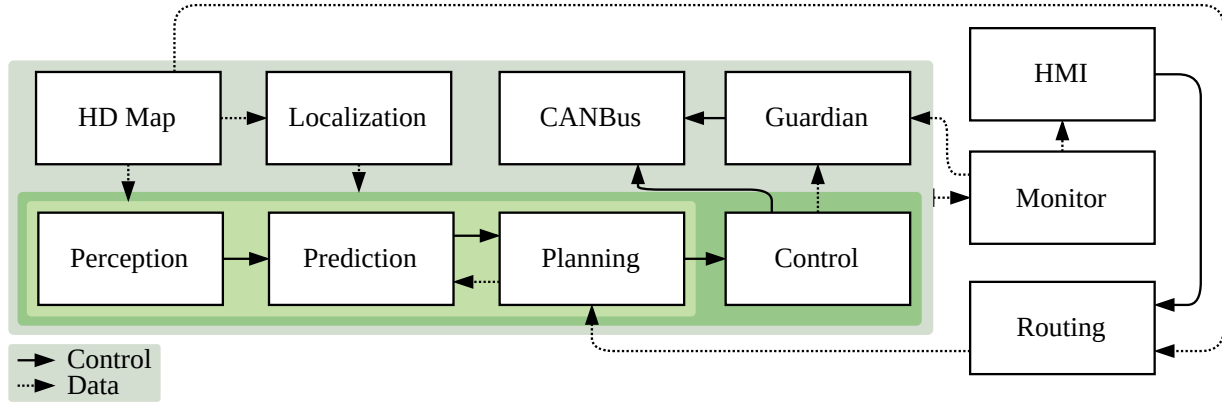 HD Map
Localization
CANBus
Guardian
HMI
Monitor
Perception
Prediction
Planning
Control
Routing
Control
Data